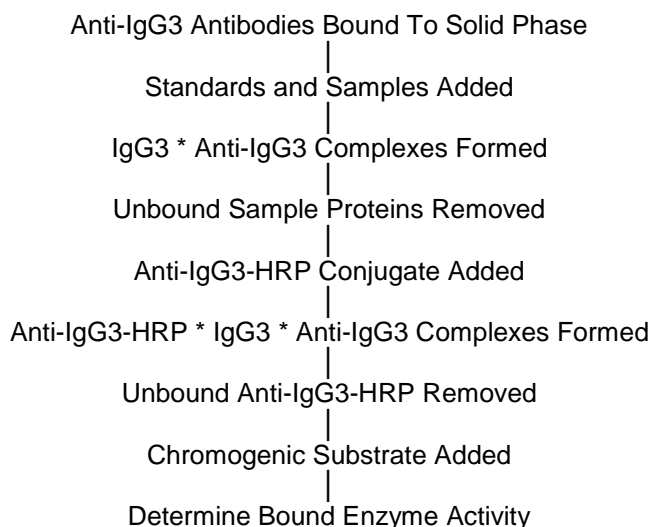 Anti-IgG3 Antibodies Bound To Solid Phase
Standards and Samples Added
IgG3 * Anti-IgG3 Complexes Formed
Unbound Sample Proteins Removed
Anti-IgG3-HRP Conjugate Added
Anti-IgG3-HRP * IgG3 * Anti-IgG3 Complexes Formed
Unbound Anti-IgG3-HRP Removed
Chromogenic Substrate Added
Determine Bound Enzyme Activity